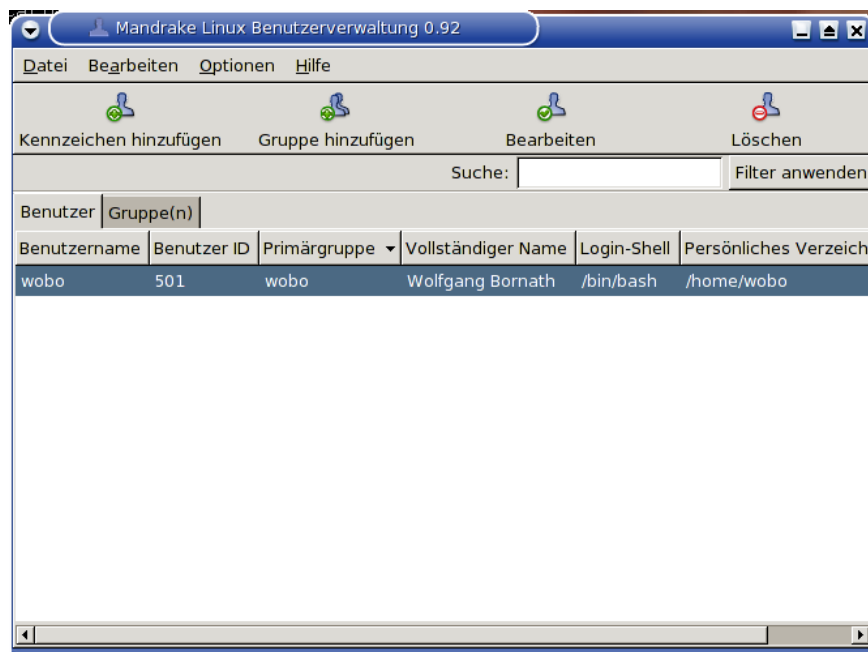 Mandrake Linux Benutzerverwaltung 0.92
Datei Bearbeiten Optionen Hilfe
Kennzeichen hinzufügen Gruppe hinzufügen Bearbeiten Löschen
Suche: Filter anwenden
Benutzer Gruppe(n)
Benutzername Benutzer ID Primärgruppe Vollständiger Name Login-Shell Persönliches Verzeich
wobo 501 wobo Wolfgang Bornath /bin/bash /home/wobo